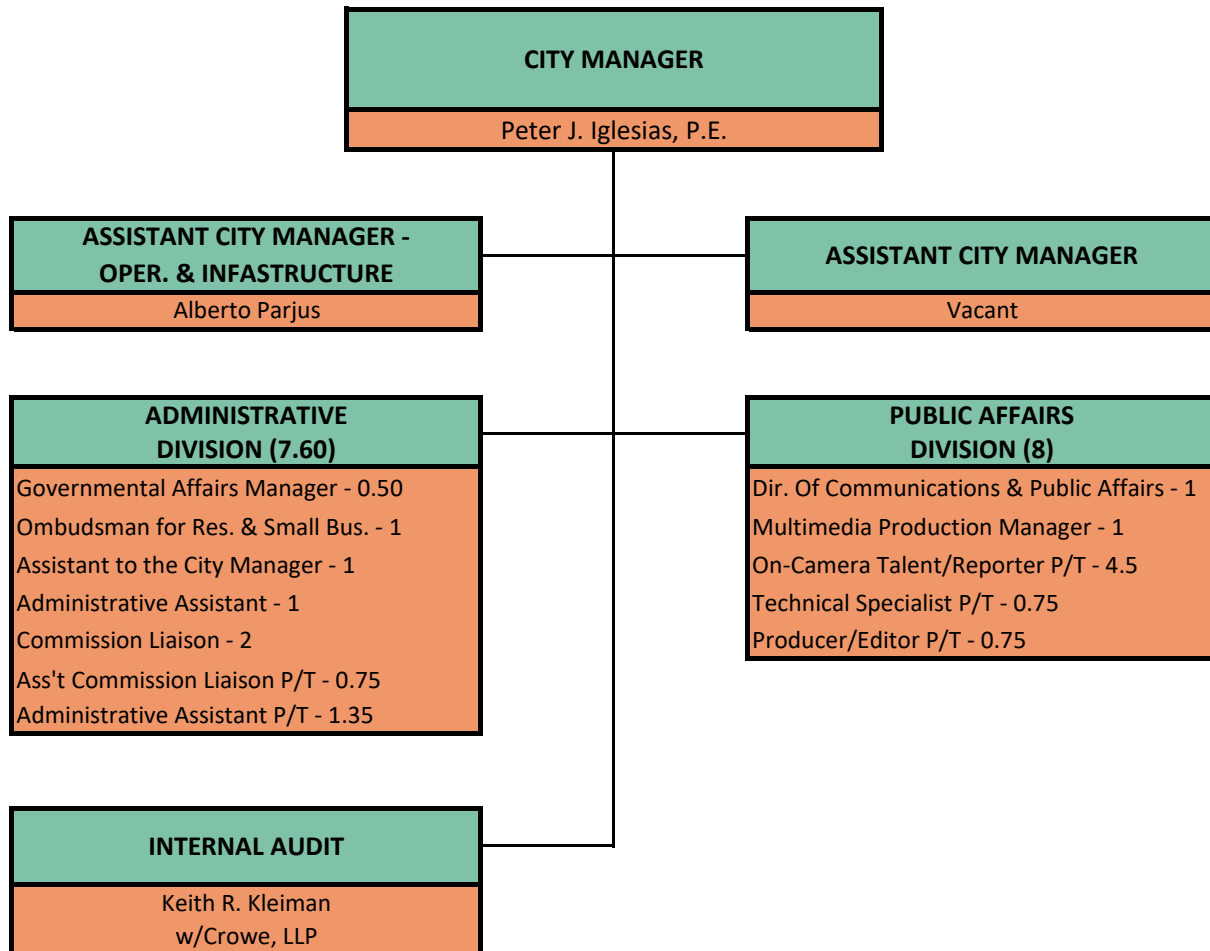 CITY MANAGER
Peter J. Iglesias, P.E.
ASSISTANT CITY MANAGER -
OPER. & INFASTRUCTURE
Alberto Parjus
ASSISTANT CITY MANAGER
Vacant
ADMINISTRATIVE
DIVISION (7.60)
Governmental Affairs Manager - 0.50
Ombudsman for Res. & Small Bus. - 1
Assistant to the City Manager - 1
Administrative Assistant - 1
Commission Liaison - 2
Ass't Commission Liaison P/T - 0.75
Administrative Assistant P/T - 1.35
PUBLIC AFFAIRS
DIVISION (8)
Dir. Of Communications & Public Affairs - 1
Multimedia Production Manager - 1
On-Camera Talent/Reporter P/T - 4.5
Technical Specialist P/T - 0.75
Producer/Editor P/T - 0.75
INTERNAL AUDIT
Keith R. Kleiman
w/Crowe, LLP